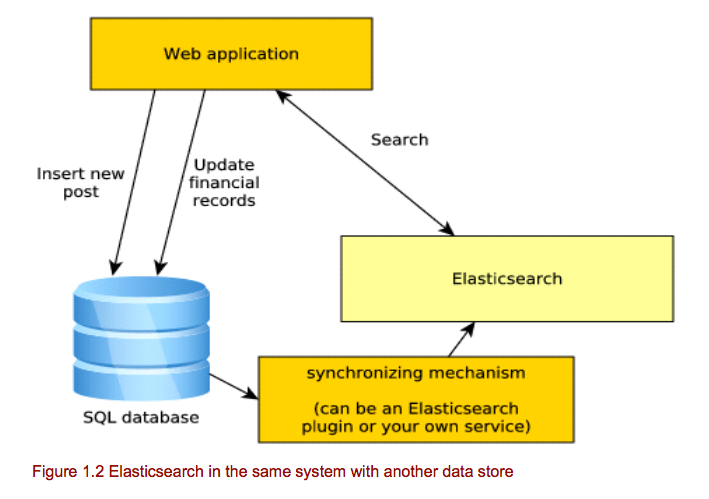 Web application
Search
Insert new
post
Update
financial
records
Elasticsearch
SQL database
synchronizing mechanism
(can be an Elasticsearch
plugin or your own service)
Figure 1.2 Elasticsearch in the same system with another data store